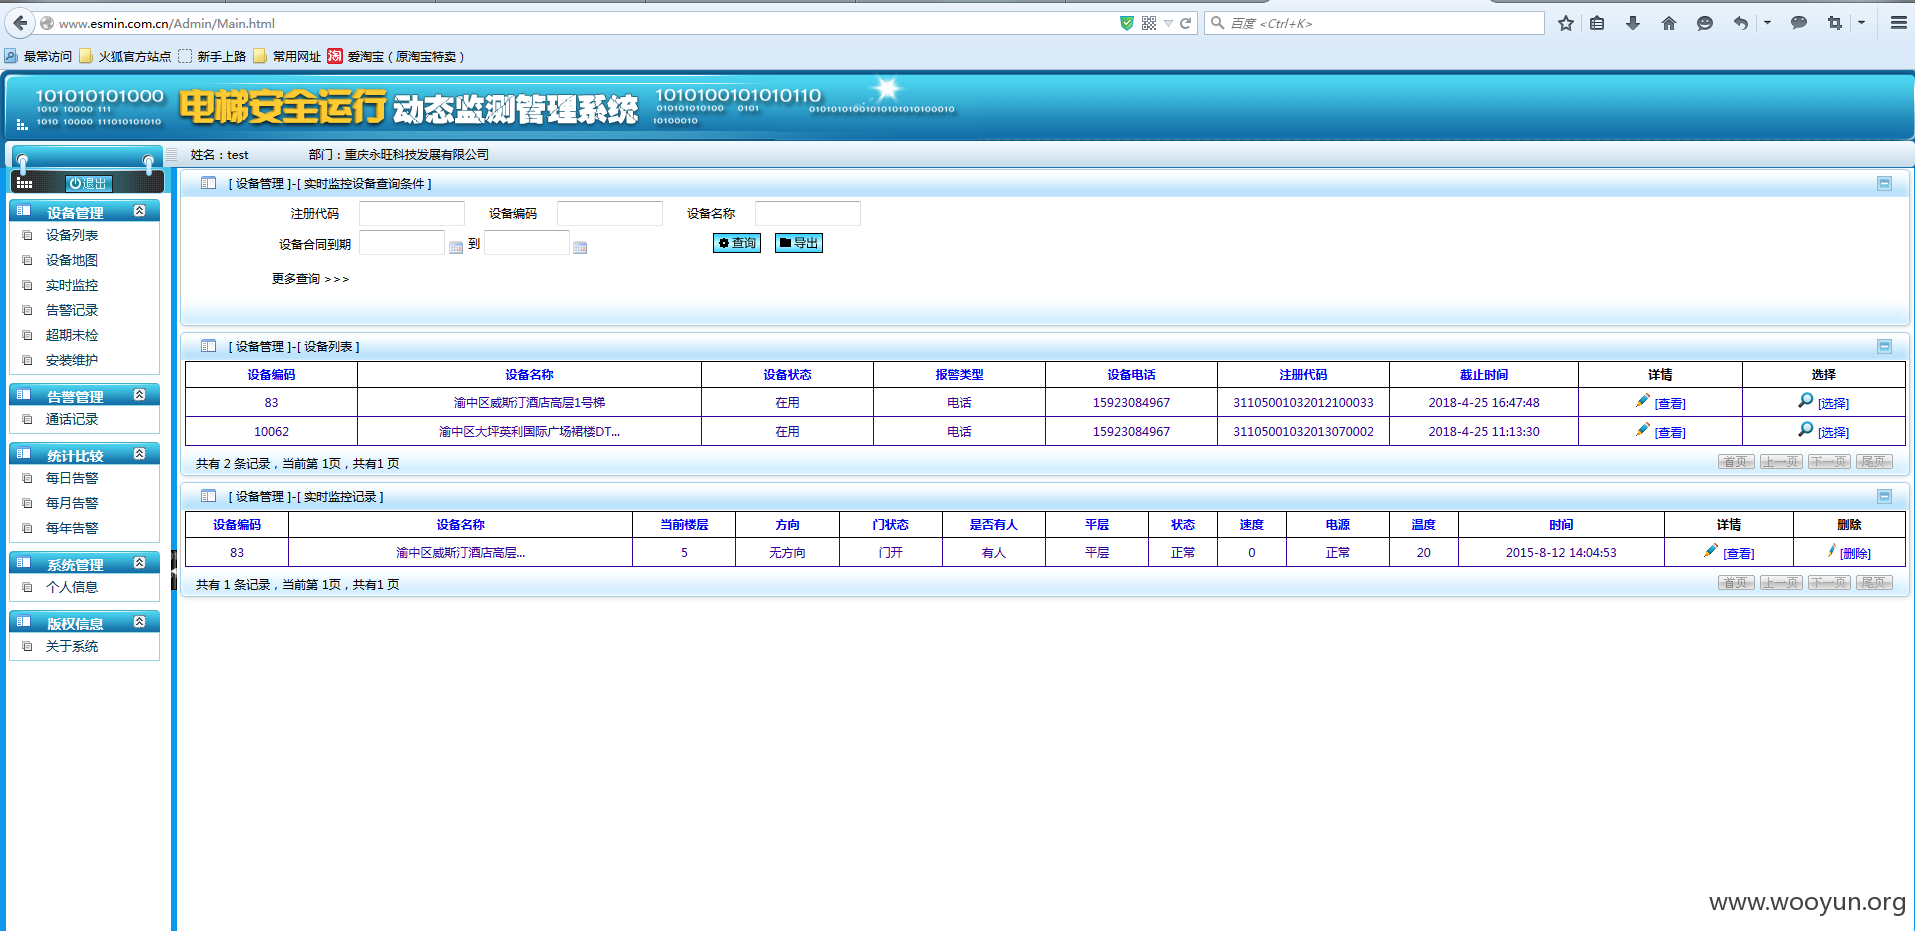 www.esmin.com.cn/Admin/Main.html 百度 <Ctrl+K>
最常访问 火狐官方站点 新手上路 常用网址 淘 爱淘宝（原淘宝特卖）
101010101000
1010 10000 111
1010 10000 111010101010
电梯安全运行 动态监测管理系统
1010100101010110
010101010100 0101
10100010
姓名：test 部门：重庆永旺科技发展有限公司
退出
设备管理
设备列表
设备地图
实时监控
告警记录
超期未检
安装维护
告警管理
通话记录
统计比较
每日告警
每月告警
每年告警
系统管理
个人信息
版权信息
关于系统
[ 设备管理 ]-[ 实时监控设备查询条件 ]
注册代码 设备编码 设备名称
设备合同到期 到 查询 导出
更多查询 >>>
[ 设备管理 ]-[ 设备列表 ]
设备编码 设备名称 设备状态 报警类型 设备电话 注册代码 截止时间 详情 选择
83 渝中区威斯汀酒店高层1号梯 在用 电话 15923084967 31105001032012100033 2018-4-25 16:47:48 [查看] [选择]
10062 渝中区大坪英利国际广场裙楼DT... 在用 电话 15923084967 31105001032013070002 2018-4-25 11:13:30 [查看] [选择]
共有 2 条记录，当前第 1页，共有1 页 首页 上一页 下一页 尾页
[ 设备管理 ]-[ 实时监控记录 ]
设备编码 设备名称 当前楼层 方向 门状态 是否有人 平层 状态 速度 电源 温度 时间 详情 删除
83 渝中区威斯汀酒店高层... 5 无方向 门开 有人 平层 正常 0 正常 20 2015-8-12 14:04:53 [查看] [删除]
共有 1 条记录，当前第 1页，共有1 页 首页 上一页 下一页 尾页
www.wooyun.org